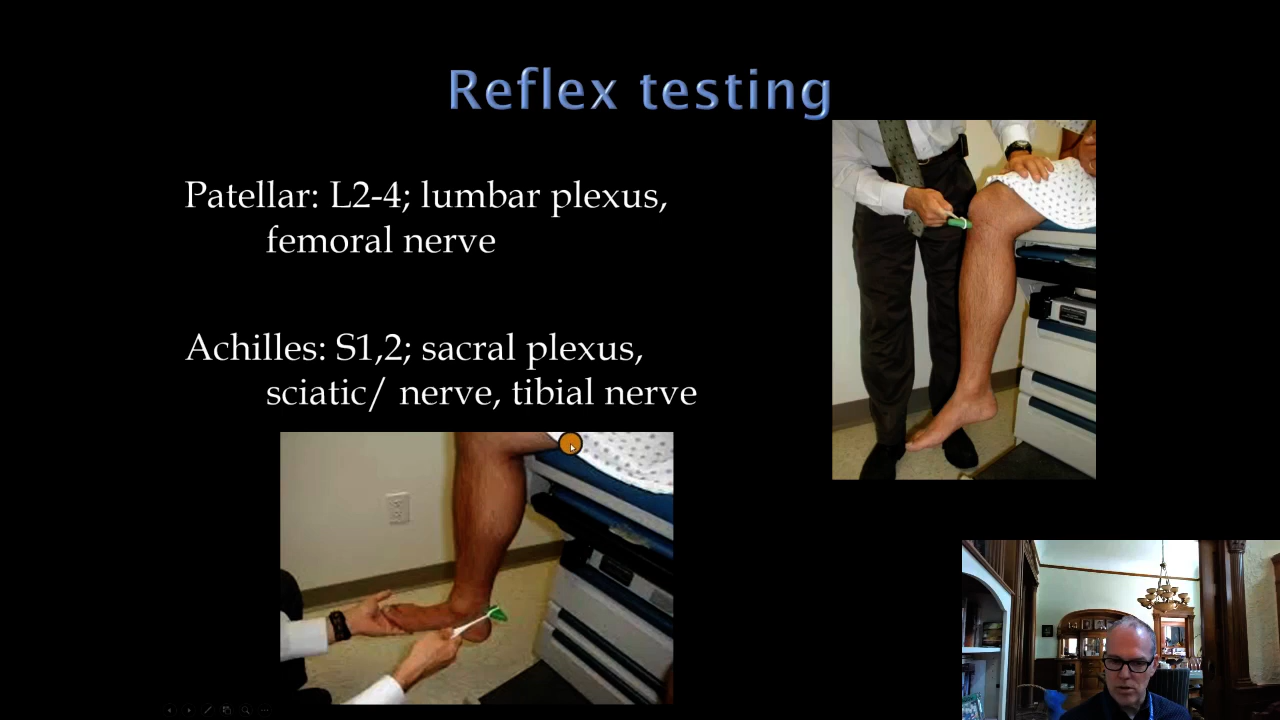 Reflex testing
Patellar: L2-4; lumbar plexus,
femoral nerve
Achilles: S1,2; sacral plexus,
sciatic/ nerve, tibial nerve